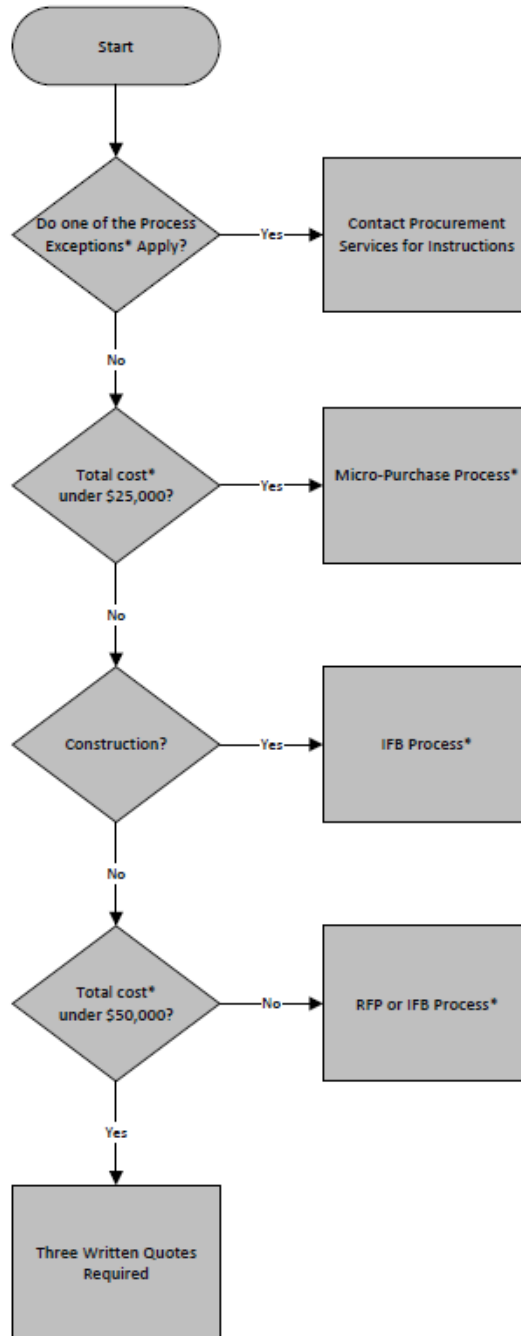 Start
Do one of the Process
Exceptions* Apply?
Yes
Contact Procurement
Services for Instructions
No
Total cost*
under $25,000?
Yes
Micro-Purchase Process*
No
Construction?
Yes
IFB Process*
No
Total cost*
under $50,000?
No
RFP or IFB Process*
Yes
Three Written Quotes
Required